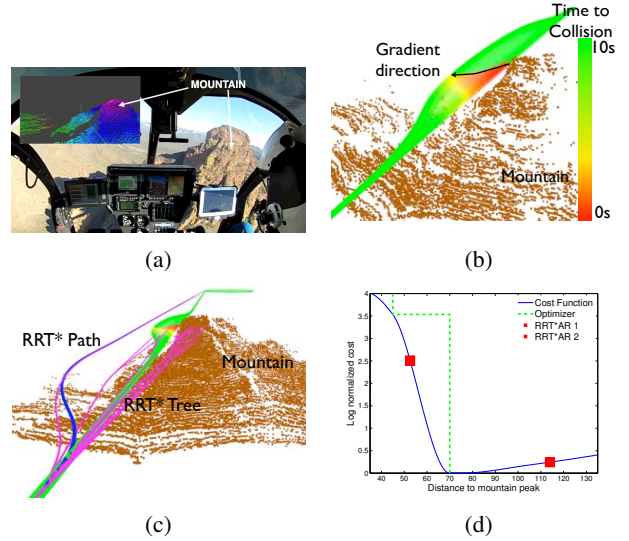 MOUNTAIN
(a)
Time to
Collision
10s
Gradient
direction
Mountain
0s
(b)
RRT* Path
Mountain
RRT* Tree
(c)
Cost Function
Optimizer
RRT*AR 1
RRT*AR 2
Log normalized cost
4
3.5
3
2.5
2
1.5
1
0.5
0
40 50 60 70 80 90 100 110 120 130
Distance to mountain peak
(d)